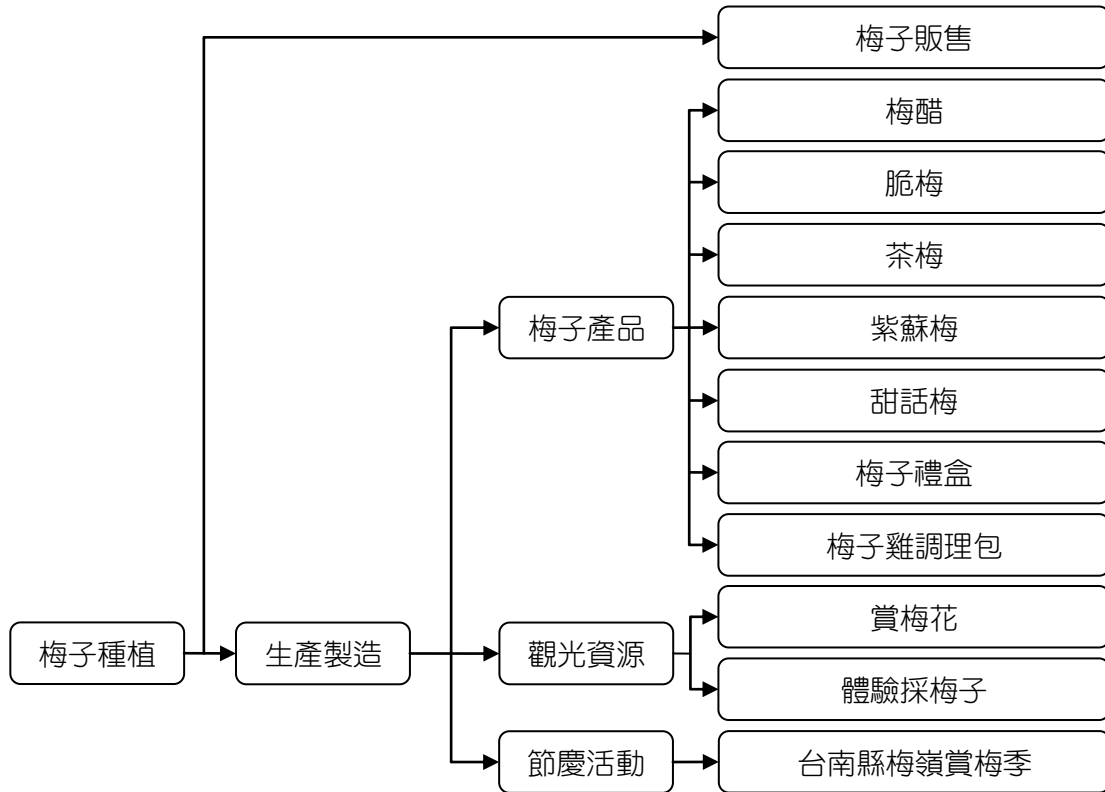 梅子販售
梅醋
脆梅
茶梅
梅子產品
紫蘇梅
甜話梅
梅子禮盒
梅子雞調理包
賞梅花
梅子種植
生產製造
觀光資源
體驗採梅子
節慶活動
台南縣梅嶺賞梅季